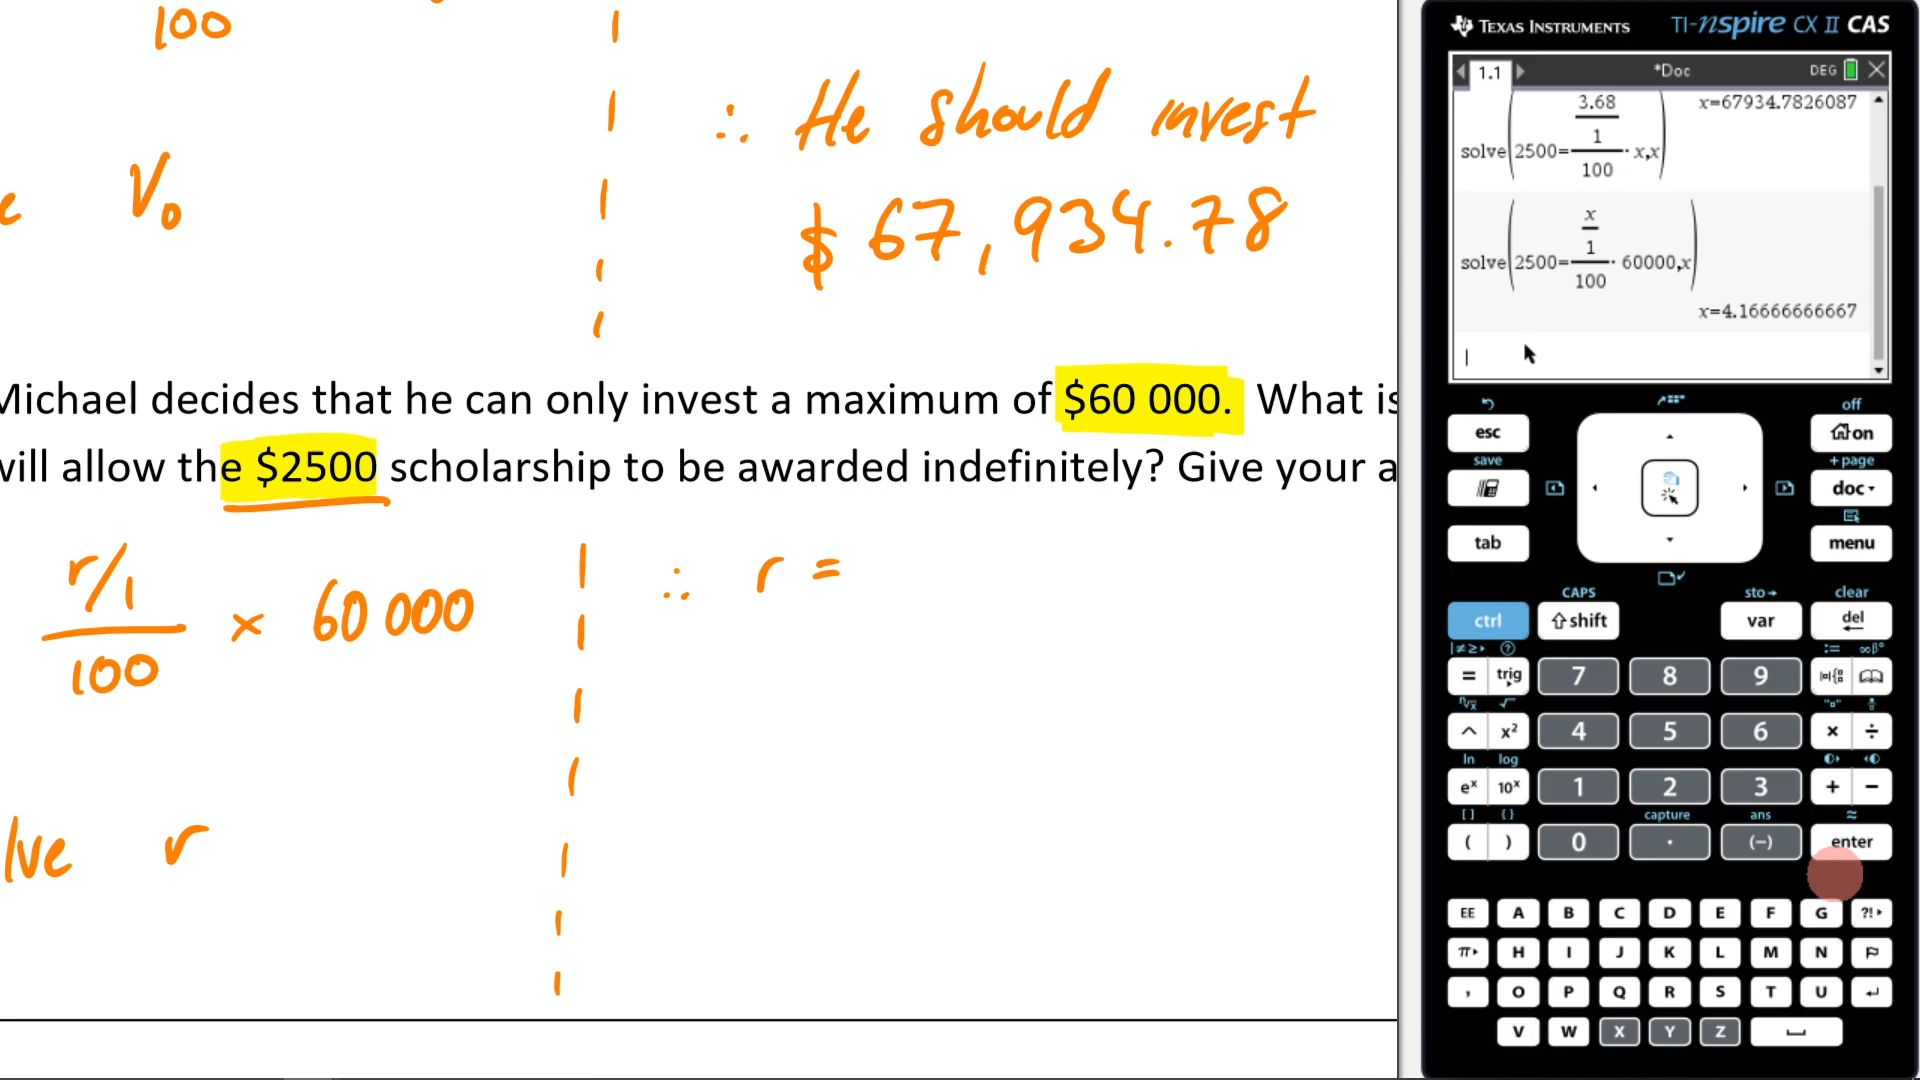 100
∴ He should invest
e V₀
$67,934.78
Michael decides that he can only invest a maximum of $60 000. What is
will allow the $2500 scholarship to be awarded indefinitely? Give your a
r/1
100
× 60 000
∴ r =
lve r
TEXAS INSTRUMENTS TI-nspire CX II CAS
1.1 *Doc DEG
solve(2500=3.68/1/100·x,x) x=67934.7826087
solve(2500=x/1/100·60000,x)
x=4.16666666667
off
esc on
save +page
doc
tab menu
CAPS sto→ clear
ctrl shift var del
|≠≥▸ ? := ∞β°
= trig 7 8 9
ⁿ√x √
^ x² 4 5 6 × ÷
ln log
eˣ 10ˣ 1 2 3 + −
[ ] { } capture ans ≈
( ) 0 . (−) enter
EE A B C D E F G ?!▸
π▸ H I J K L M N
, O P Q R S T U ↵
V W X Y Z